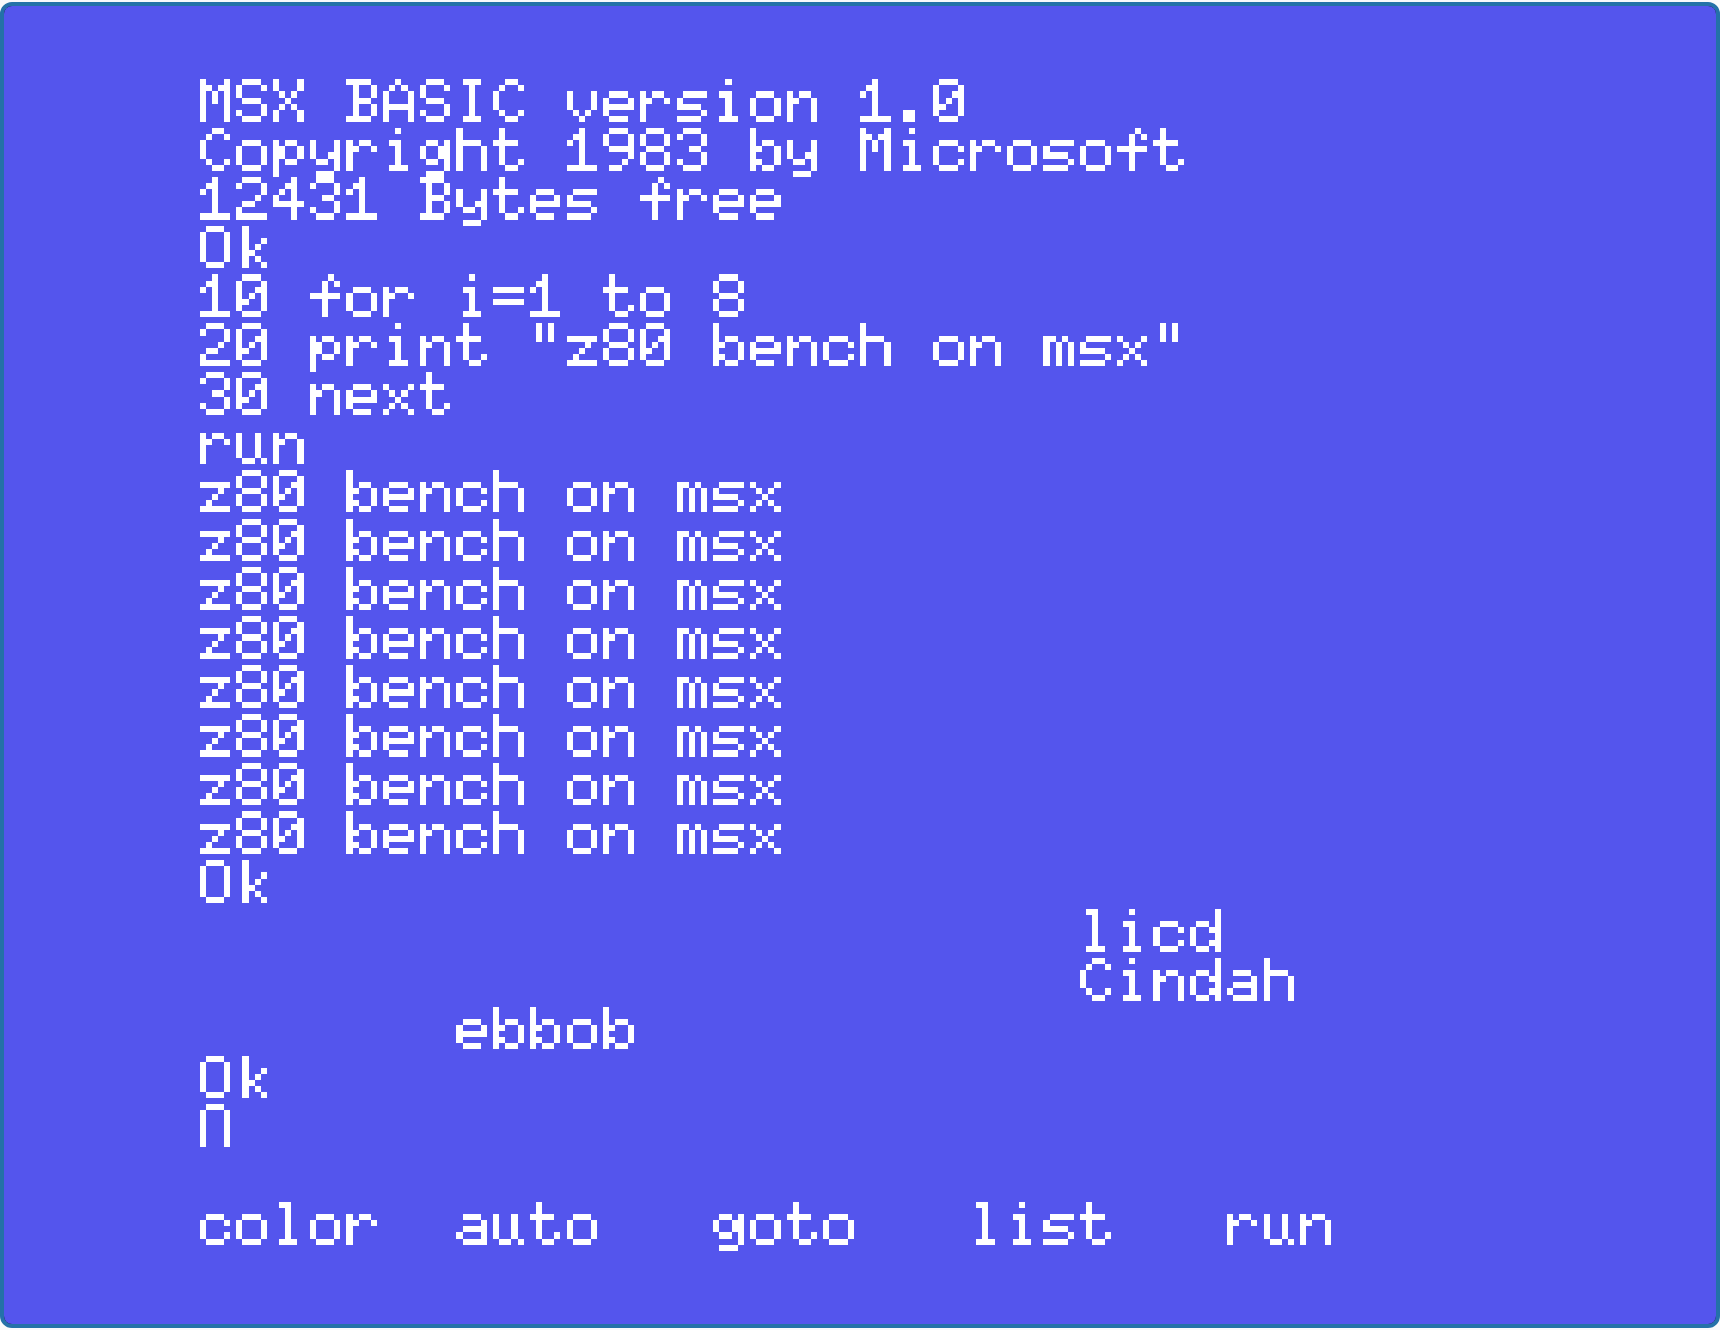 MSX BASIC version 1.0
Copyright 1983 by Microsoft
12431 Bytes free
Ok
10 for i=1 to 8
20 print "z80 bench on msx"
30 next
run
z80 bench on msx
z80 bench on msx
z80 bench on msx
z80 bench on msx
z80 bench on msx
z80 bench on msx
z80 bench on msx
z80 bench on msx
Ok
licd
Cindah
ebbob
Ok
color auto goto list run